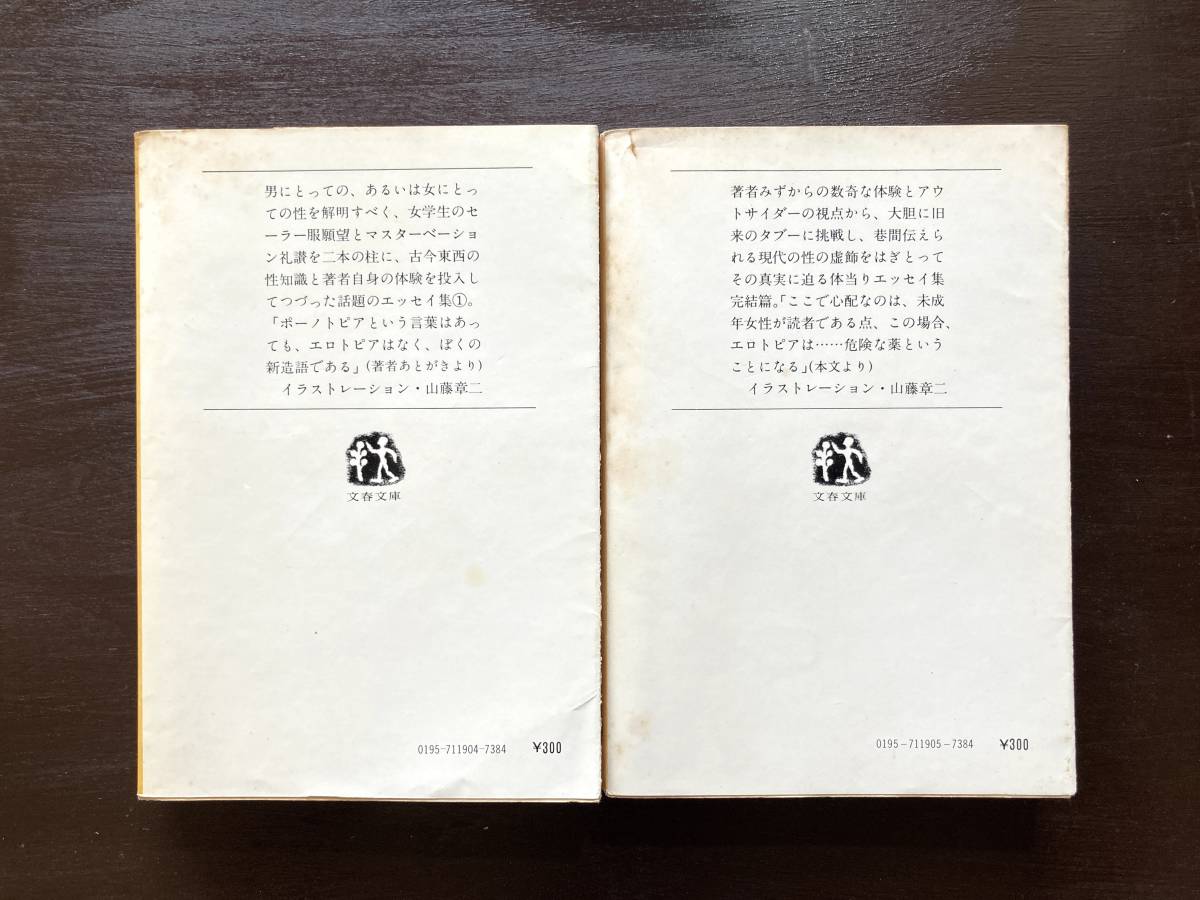 男にとっての、あるいは女にとっ
ての性を解明すべく、女学生のセ
ーラー服願望とマスターベーショ
ン礼讃を二本の柱に、古今東西の
性知識と著者自身の体験を投入し
てつづった話題のエッセイ集①。
「ポーノトピアという言葉はあっ
ても、エロトピアはなく、ぼくの
新造語である」(著者あとがきより)
イラストレーション・山藤章二
文春文庫
0195-711904-7384 ¥300
著者みずからの数奇な体験とアウ
トサイダーの視点から、大胆に旧
来のタブーに挑戦し、巷間伝えら
れる現代の性の虚飾をはぎとって
その真実に迫る体当りエッセイ集
完結篇。「ここで心配なのは、未成
年女性が読者である点、この場合、
エロトピアは……危険な薬という
ことになる」(本文より)
イラストレーション・山藤章二
文春文庫
0195-711905-7384 ¥300